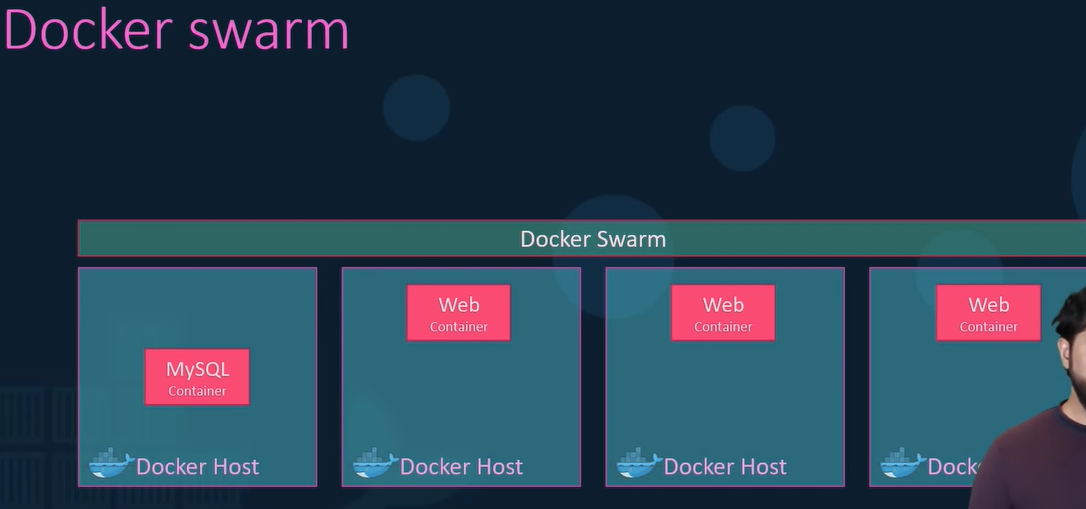 Docker swarm
Docker Swarm
Web
Container
Web
Container
Web
Container
MySQL
Container
Docker Host
Docker Host
Docker Host